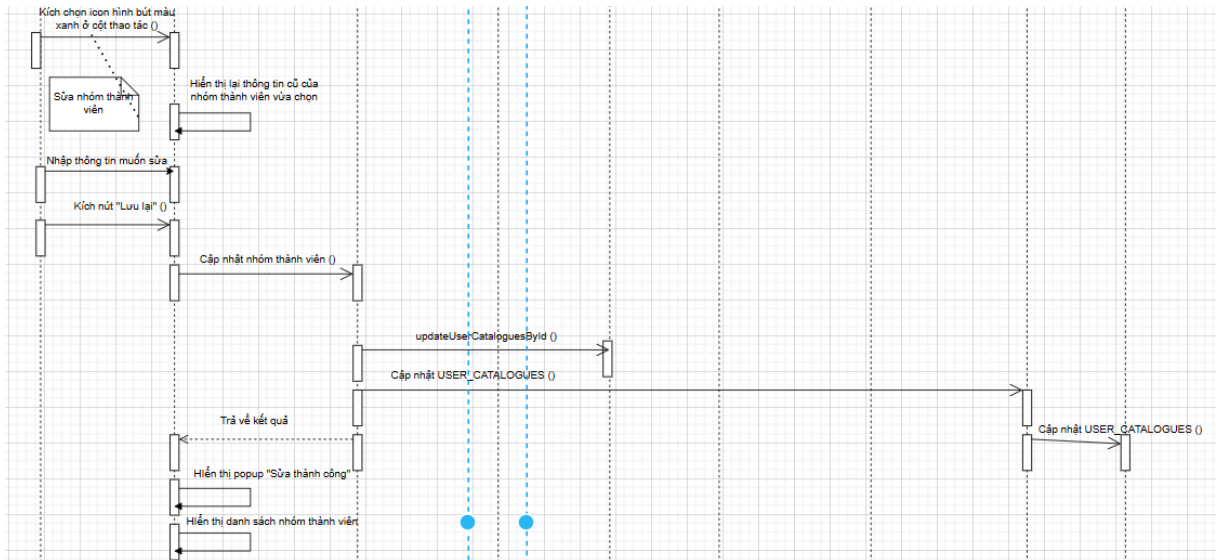 Kích chọn icon hình bút màu
xanh ở cột thao tác ()
Sửa nhóm thành
viên
Hiển thị lại thông tin cũ của
nhóm thành viên vừa chọn
Nhập thông tin muốn sửa
Kích nút "Lưu lại" ()
Cập nhật nhóm thành viên ()
updateUserCataloguesById ()
Cập nhật USER_CATALOGUES ()
Trả về kết quả
Cập nhật USER_CATALOGUES ()
Hiển thị popup "Sửa thành công"
Hiển thị danh sách nhóm thành viên